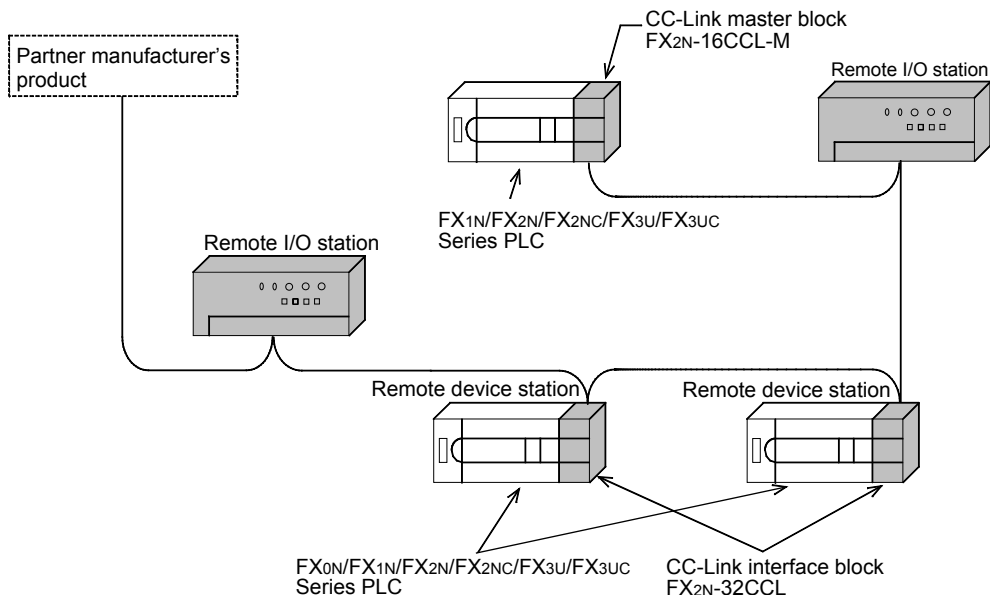 CC-Link master block
FX2N-16CCL-M
Partner manufacturer's
product
Remote I/O station
FX1N/FX2N/FX2NC/FX3U/FX3UC
Series PLC
Remote I/O station
Remote device station
Remote device station
FX0N/FX1N/FX2N/FX2NC/FX3U/FX3UC
Series PLC
CC-Link interface block
FX2N-32CCL